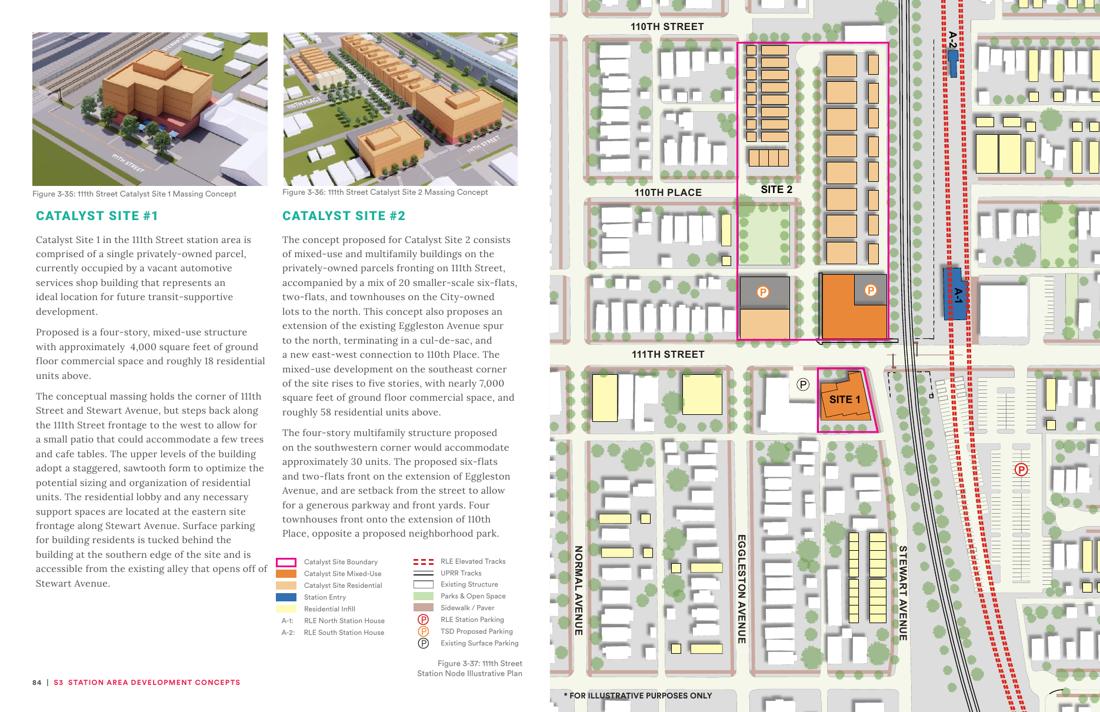 111TH STREET
Figure 3-35: 111th Street Catalyst Site 1 Massing Concept
110TH PLACE
111TH STREET
Figure 3-36: 111th Street Catalyst Site 2 Massing Concept
CATALYST SITE #1
Catalyst Site 1 in the 111th Street station area is
comprised of a single privately-owned parcel,
currently occupied by a vacant automotive
services shop building that represents an
ideal location for future transit-supportive
development.
Proposed is a four-story, mixed-use structure
with approximately 4,000 square feet of ground
floor commercial space and roughly 18 residential
units above.
The conceptual massing holds the corner of 111th
Street and Stewart Avenue, but steps back along
the 111th Street frontage to the west to allow for
a small patio that could accommodate a few trees
and cafe tables. The upper levels of the building
adopt a staggered, sawtooth form to optimize the
potential sizing and organization of residential
units. The residential lobby and any necessary
support spaces are located at the eastern site
frontage along Stewart Avenue. Surface parking
for building residents is tucked behind the
building at the southern edge of the site and is
accessible from the existing alley that opens off of
Stewart Avenue.
CATALYST SITE #2
The concept proposed for Catalyst Site 2 consists
of mixed-use and multifamily buildings on the
privately-owned parcels fronting on 111th Street,
accompanied by a mix of 20 smaller-scale six-flats,
two-flats, and townhouses on the City-owned
lots to the north. This concept also proposes an
extension of the existing Eggleston Avenue spur
to the north, terminating in a cul-de-sac, and
a new east-west connection to 110th Place. The
mixed-use development on the southeast corner
of the site rises to five stories, with nearly 7,000
square feet of ground floor commercial space, and
roughly 58 residential units above.
The four-story multifamily structure proposed
on the southwestern corner would accommodate
approximately 30 units. The proposed six-flats
and two-flats front on the extension of Eggleston
Avenue, and are setback from the street to allow
for a generous parkway and front yards. Four
townhouses front onto the extension of 110th
Place, opposite a proposed neighborhood park.
Catalyst Site Boundary
Catalyst Site Mixed-Use
Catalyst Site Residential
Station Entry
Residential Infill
A-1: RLE North Station House
A-2: RLE South Station House
RLE Elevated Tracks
UPRR Tracks
Existing Structure
Parks & Open Space
Sidewalk / Paver
P RLE Station Parking
P TSD Proposed Parking
P Existing Surface Parking
Figure 3-37: 111th Street
Station Node Illustrative Plan
84 | S3 STATION AREA DEVELOPMENT CONCEPTS
110TH STREET
A-2
110TH PLACE
SITE 2
P
P
A-1
111TH STREET
P
SITE 1
P
NORMAL AVENUE
EGGLESTON AVENUE
STEWART AVENUE
* FOR ILLUSTRATIVE PURPOSES ONLY